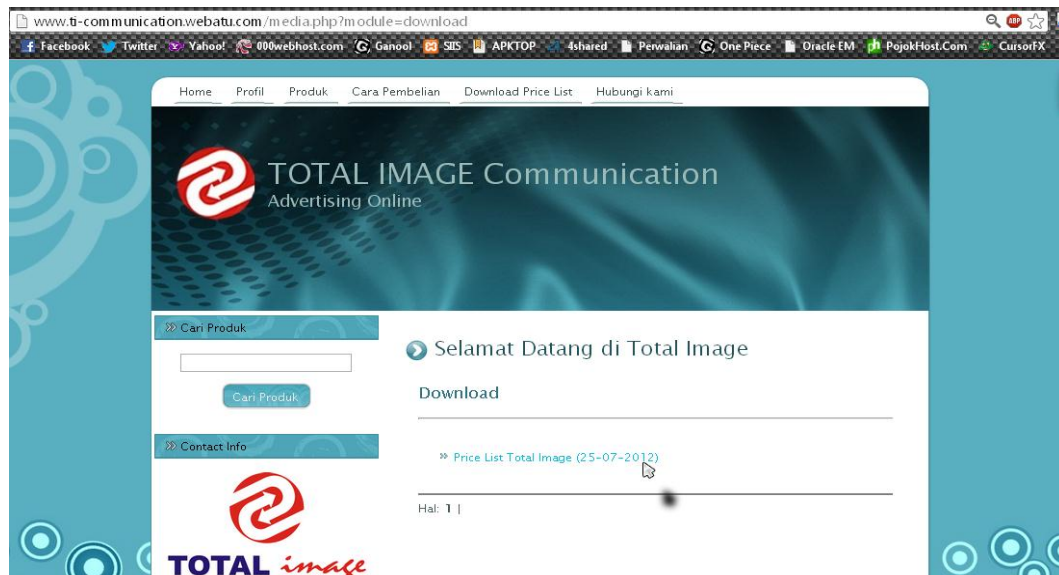 www.ti-communication.webatu.com/media.php?module=download
Facebook Twitter Yahoo! 000webhost.com Ganool SIIS APKTOP 4shared Perwalian One Piece Oracle EM PojokHost.Com CursorFX
Home Profil Produk Cara Pembelian Download Price List Hubungi kami
TOTAL IMAGE Communication
Advertising Online
Cari Produk
Selamat Datang di Total Image
Cari Produk
Download
Contact Info
Price List Total Image (25-07-2012)
Hal: 1 |
TOTAL image